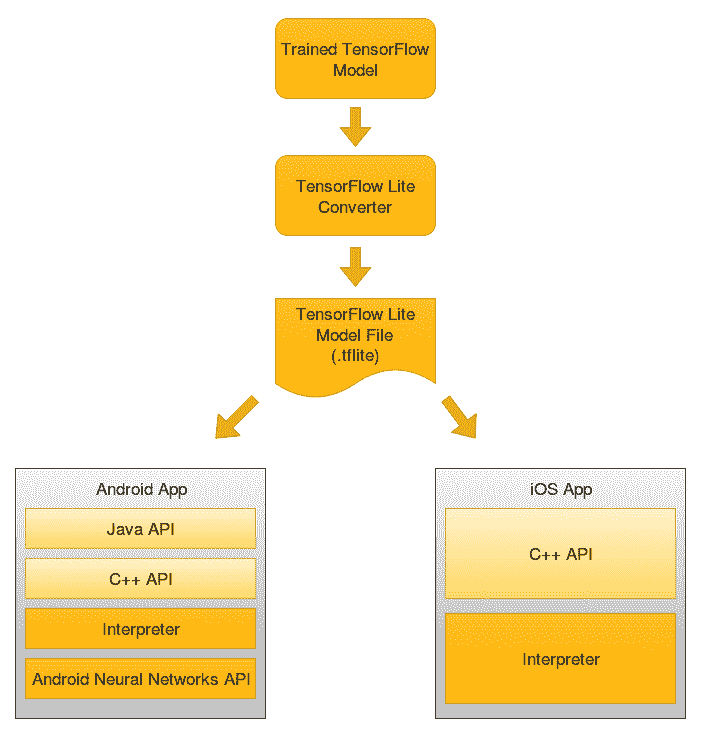 Trained TensorFlow
Model
TensorFlow Lite
Converter
TensorFlow Lite
Model File
(.tflite)
Android App
Java API
C++ API
Interpreter
Android Neural Networks API
iOS App
C++ API
Interpreter